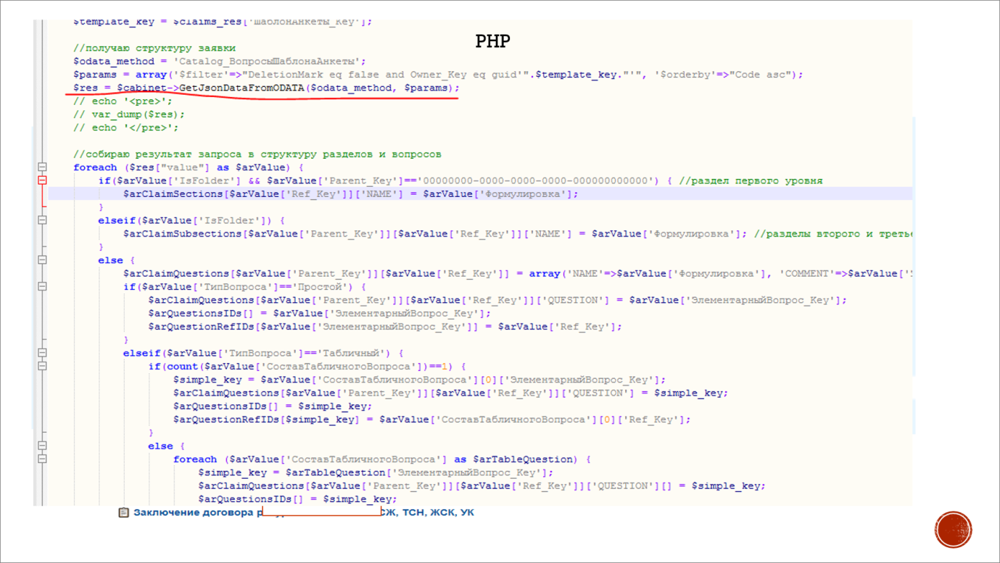 $template_key = $claims_res['ШаблонАнкеты_Key'];
PHP
//получаю структуру заявки
$odata_method = 'Catalog_ВопросыШаблонаАнкеты';
$params = array('$filter'=>"DeletionMark eq false and Owner_Key eq guid'".$template_key."'", '$orderby'=>"Code asc");
$res = $cabinet->GetJsonDataFromODATA($odata_method, $params);
// echo '<pre>';
// var_dump($res);
// echo '</pre>';
//собираю результат запроса в структуру разделов и вопросов
foreach ($res["value"] as $arValue) {
if($arValue['IsFolder'] && $arValue['Parent_Key']=='00000000-0000-0000-0000-000000000000') { //раздел первого уровня
$arClaimSections[$arValue['Ref_Key']]['NAME'] = $arValue['Формулировка'];
}
elseif($arValue['IsFolder']) {
$arClaimSubsections[$arValue['Parent_Key']][$arValue['Ref_Key']]['NAME'] = $arValue['Формулировка']; //разделы второго и
}
else {
$arClaimQuestions[$arValue['Parent_Key']][$arValue['Ref_Key']] = array('NAME'=>$arValue['Формулировка'], 'COMMENT'=>$arValue['
if($arValue['ТипВопроса']=='Простой') {
$arClaimQuestions[$arValue['Parent_Key']][$arValue['Ref_Key']]['QUESTION'] = $arValue['ЭлементарныйВопрос_Key'];
$arQuestionsIDs[] = $arValue['ЭлементарныйВопрос_Key'];
$arQuestionRefIDs[$arValue['ЭлементарныйВопрос_Key']] = $arValue['Ref_Key'];
}
elseif($arValue['ТипВопроса']=='Табличный') {
if(count($arValue['СоставТабличногоВопроса'])==1) {
$simple_key = $arValue['СоставТабличногоВопроса'][0]['ЭлементарныйВопрос_Key'];
$arClaimQuestions[$arValue['Parent_Key']][$arValue['Ref_Key']]['QUESTION'] = $simple_key;
$arQuestionsIDs[] = $simple_key;
$arQuestionRefIDs[$simple_key] = $arValue['СоставТабличногоВопроса'][0]['Ref_Key'];
}
else {
foreach ($arValue['СоставТабличногоВопроса'] as $arTableQuestion) {
$simple_key = $arTableQuestion['ЭлементарныйВопрос_Key'];
$arClaimQuestions[$arValue['Parent_Key']][$arValue['Ref_Key']]['QUESTION'][] = $simple_key;
$arQuestionsIDs[] = $simple_key;
Заключение договора СЖ, ТСН, ЖСК, УК